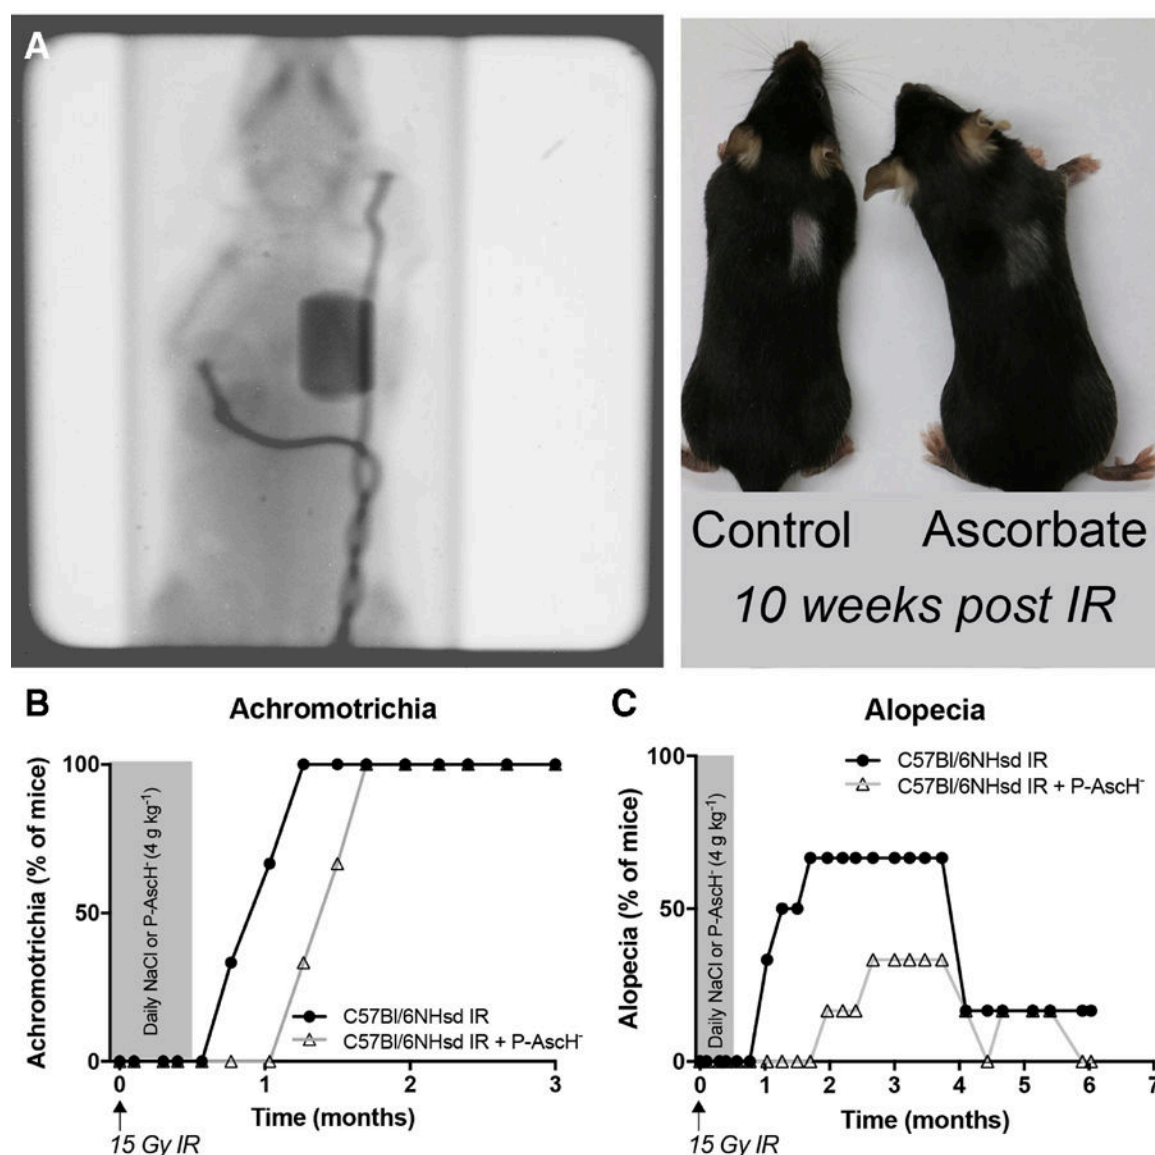 A
Control Ascorbate
10 weeks post IR
B
Achromotrichia
Achromotrichia (% of mice)
100
50
0
Daily NaCl or P-AscH⁻ (4 g kg⁻¹)
C57Bl/6NHsd IR
C57Bl/6NHsd IR + P-AscH⁻
0 1 2 3
Time (months)
15 Gy IR
C
Alopecia
Alopecia (% of mice)
100
50
0
Daily NaCl or P-AscH⁻ (4 g kg⁻¹)
C57Bl/6NHsd IR
C57Bl/6NHsd IR + P-AscH⁻
0 1 2 3 4 5 6 7
Time (months)
15 Gy IR